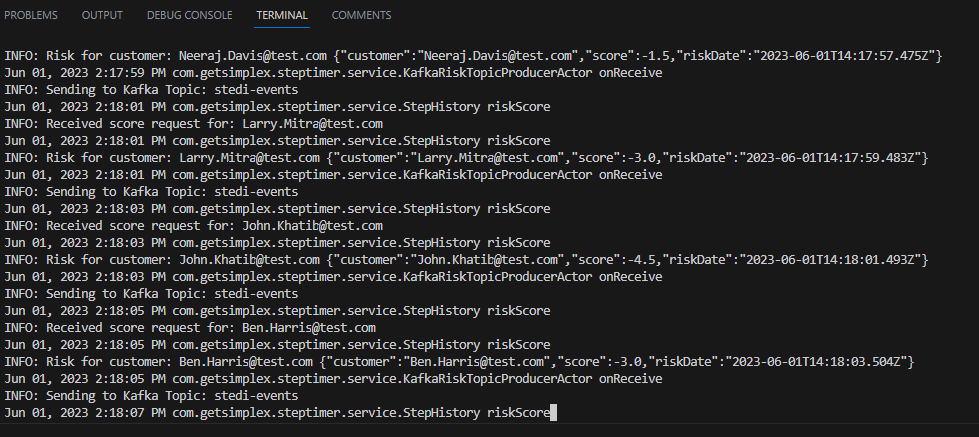 PROBLEMS OUTPUT DEBUG CONSOLE TERMINAL COMMENTS
INFO: Risk for customer: Neeraj.Davis@test.com {"customer":"Neeraj.Davis@test.com","score":-1.5,"riskDate":"2023-06-01T14:17:57.475Z"}
Jun 01, 2023 2:17:59 PM com.getsimplex.steptimer.service.KafkaRiskTopicProducerActor onReceive
INFO: Sending to Kafka Topic: stedi-events
Jun 01, 2023 2:18:01 PM com.getsimplex.steptimer.service.StepHistory riskScore
INFO: Received score request for: Larry.Mitra@test.com
Jun 01, 2023 2:18:01 PM com.getsimplex.steptimer.service.StepHistory riskScore
INFO: Risk for customer: Larry.Mitra@test.com {"customer":"Larry.Mitra@test.com","score":-3.0,"riskDate":"2023-06-01T14:17:59.483Z"}
Jun 01, 2023 2:18:01 PM com.getsimplex.steptimer.service.KafkaRiskTopicProducerActor onReceive
INFO: Sending to Kafka Topic: stedi-events
Jun 01, 2023 2:18:03 PM com.getsimplex.steptimer.service.StepHistory riskScore
INFO: Received score request for: John.Khatib@test.com
Jun 01, 2023 2:18:03 PM com.getsimplex.steptimer.service.StepHistory riskScore
INFO: Risk for customer: John.Khatib@test.com {"customer":"John.Khatib@test.com","score":-4.5,"riskDate":"2023-06-01T14:18:01.493Z"}
Jun 01, 2023 2:18:03 PM com.getsimplex.steptimer.service.KafkaRiskTopicProducerActor onReceive
INFO: Sending to Kafka Topic: stedi-events
Jun 01, 2023 2:18:05 PM com.getsimplex.steptimer.service.StepHistory riskScore
INFO: Received score request for: Ben.Harris@test.com
Jun 01, 2023 2:18:05 PM com.getsimplex.steptimer.service.StepHistory riskScore
INFO: Risk for customer: Ben.Harris@test.com {"customer":"Ben.Harris@test.com","score":-3.0,"riskDate":"2023-06-01T14:18:03.504Z"}
Jun 01, 2023 2:18:05 PM com.getsimplex.steptimer.service.KafkaRiskTopicProducerActor onReceive
INFO: Sending to Kafka Topic: stedi-events
Jun 01, 2023 2:18:07 PM com.getsimplex.steptimer.service.StepHistory riskScore